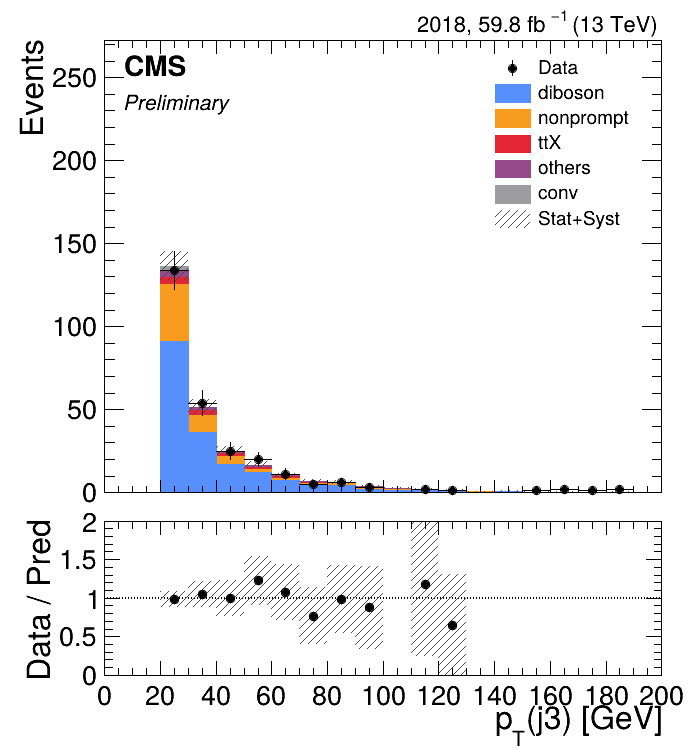 2018, 59.8 fb⁻¹ (13 TeV)
CMS
Preliminary
Data
diboson
nonprompt
ttX
others
conv
Stat+Syst
Events
250
200
150
100
50
0
Data / Pred
2
1.5
1
0.5
0
0 20 40 60 80 100 120 140 160 180 200
p_T(j3) [GeV]